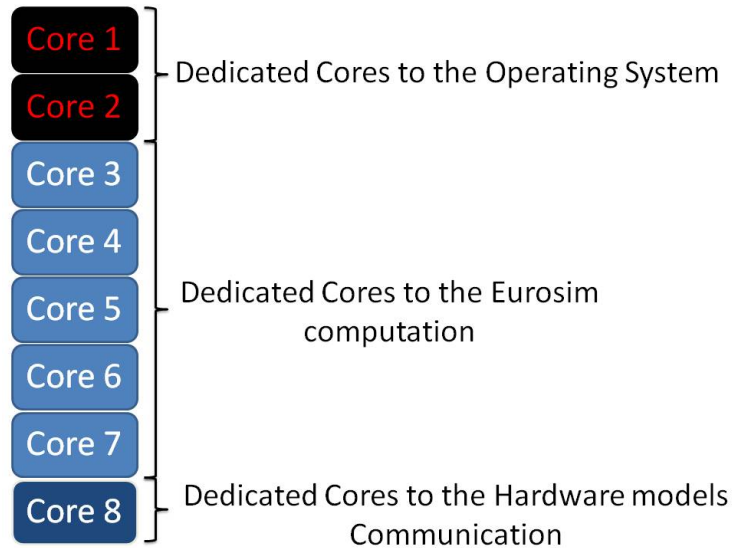 Core 1
Core 2
Dedicated Cores to the Operating System
Core 3
Core 4
Core 5
Core 6
Core 7
Dedicated Cores to the Eurosim
computation
Core 8
Dedicated Cores to the Hardware models
Communication